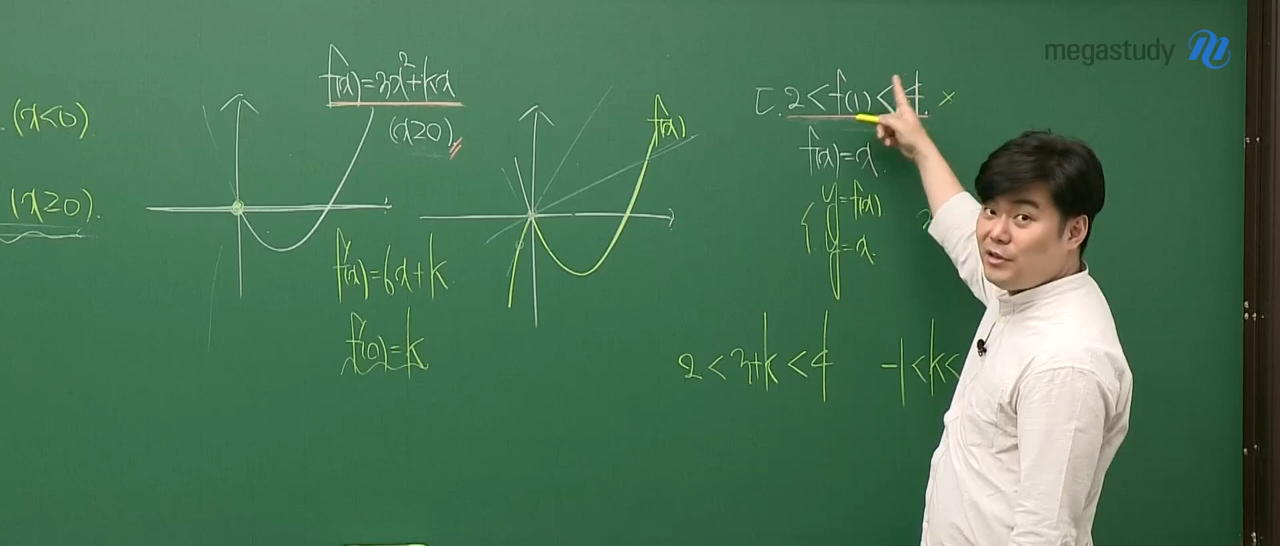 megastudy
. (x<0)
(x≥0).
f(x)=3x²+kx
(x≥0)
f'(x)=6x+k
f'(0)=k
f(x)
ㄷ. 2<f(1)<4. ×
f(x)=x.
y=f(x)
y=x.
2<3+k<4
-1<k<